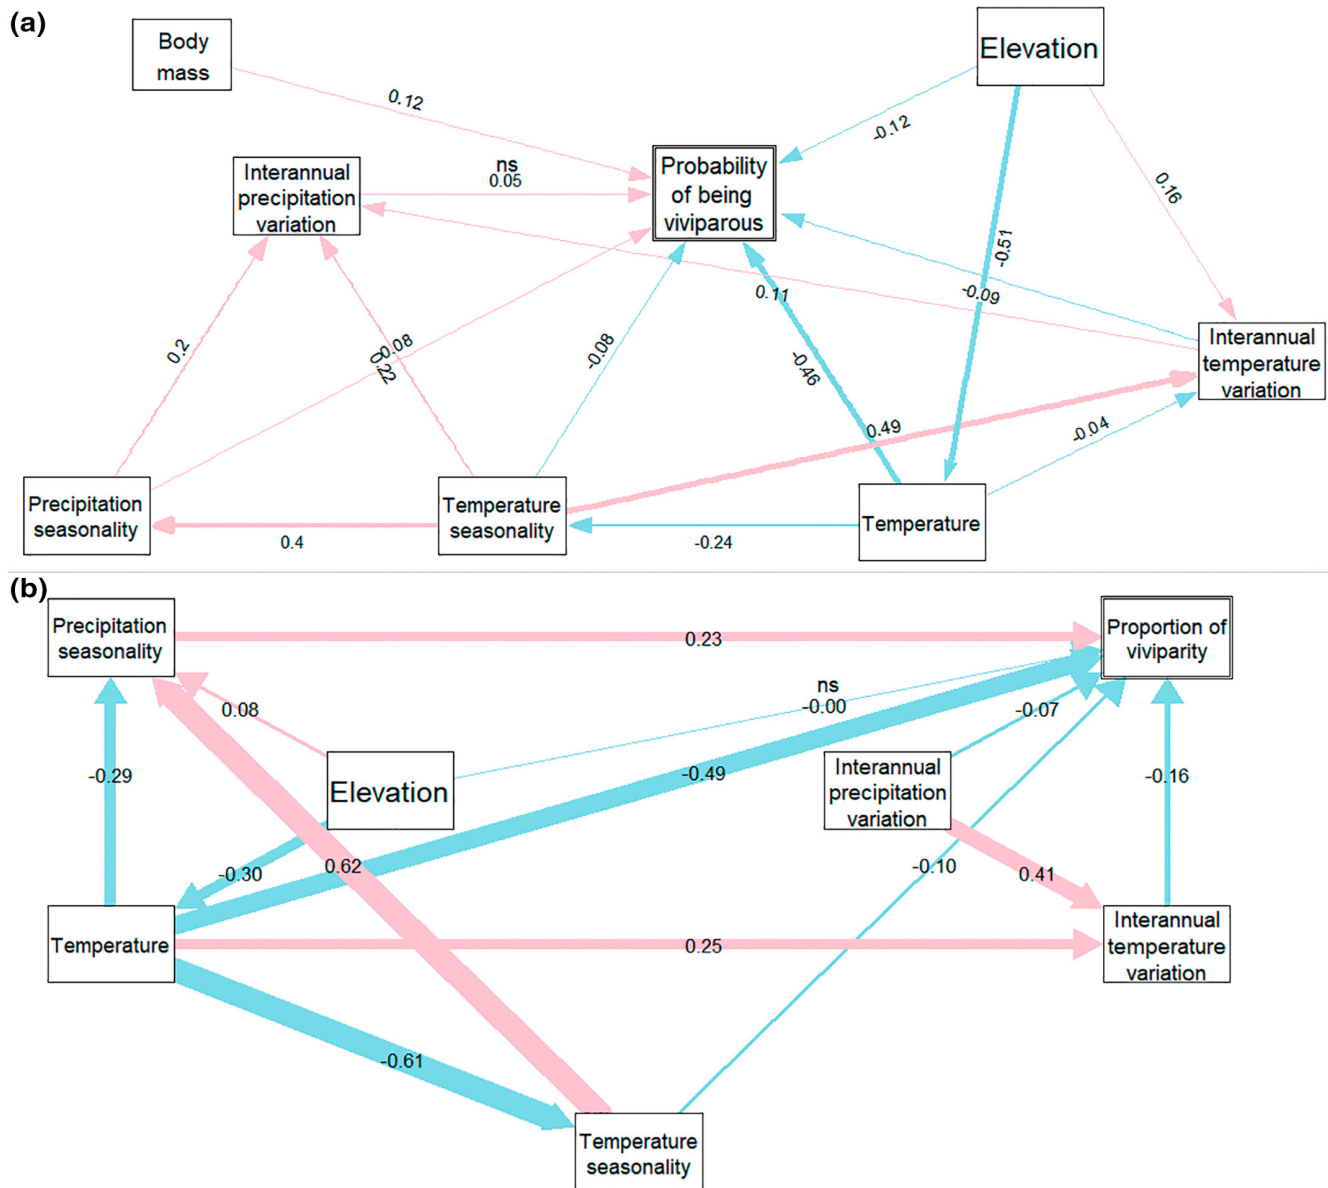 (a)
Body
mass
Elevation
0.12
-0.12
Interannual
precipitation
variation
ns
0.05
Probability
of being
viviparous
0.16
-0.51
0.11
-0.09
0.2
0.08
0.22
-0.08
-0.46
Interannual
temperature
variation
0.49
-0.04
Precipitation
seasonality
0.4
Temperature
seasonality
-0.24
Temperature
(b)
Precipitation
seasonality
0.23
Proportion of
viviparity
ns
-0.00
0.08
-0.07
-0.29
Elevation
-0.49
Interannual
precipitation
variation
-0.16
-0.30
0.62
-0.10
0.41
Temperature
0.25
Interannual
temperature
variation
-0.61
Temperature
seasonality